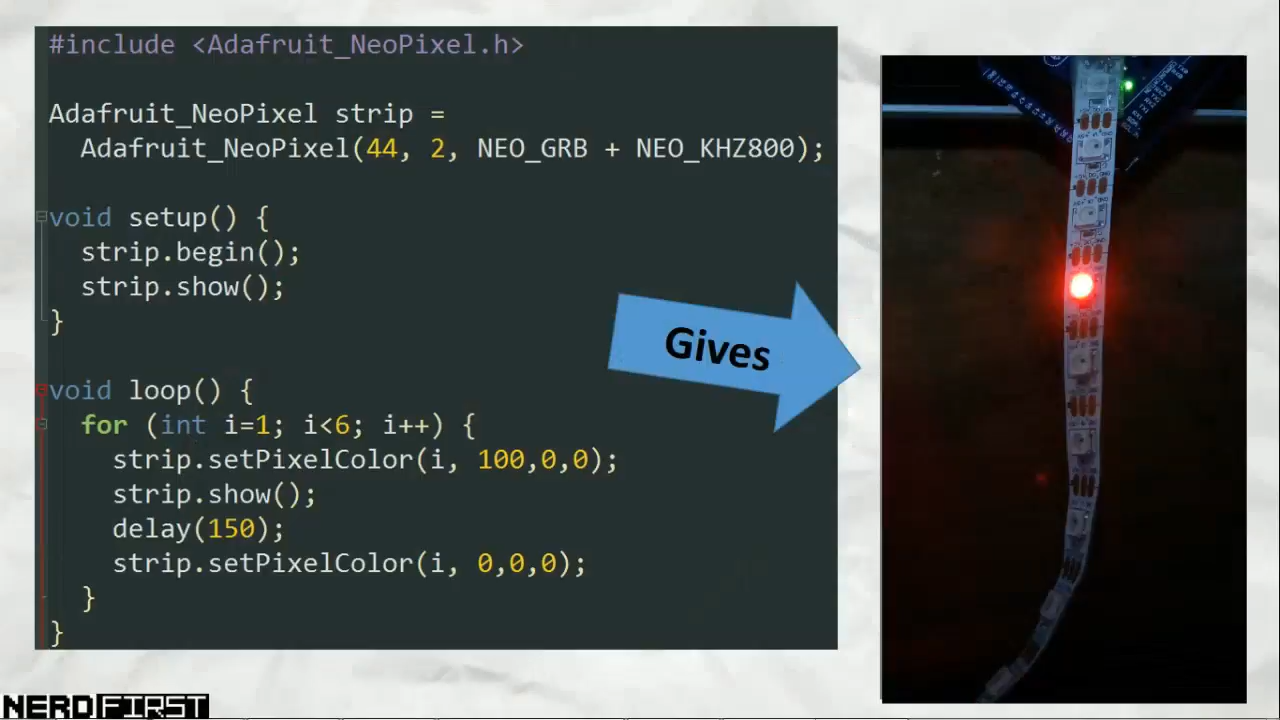 #include <Adafruit_NeoPixel.h>
Adafruit_NeoPixel strip =
Adafruit_NeoPixel(44, 2, NEO_GRB + NEO_KHZ800);
void setup() {
strip.begin();
strip.show();
}
void loop() {
for (int i=1; i<6; i++) {
strip.setPixelColor(i, 100,0,0);
strip.show();
delay(150);
strip.setPixelColor(i, 0,0,0);
}
}
Gives
NERDFIRST